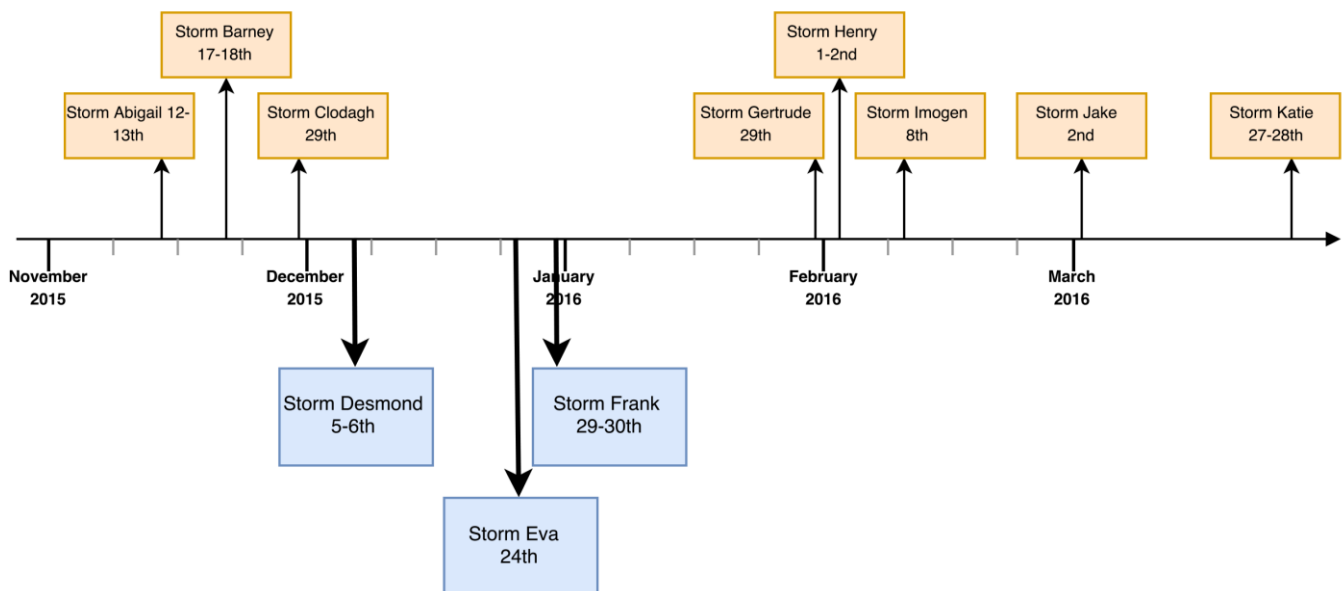 Storm Barney
17-18th
Storm Henry
1-2nd
Storm Abigail 12-
13th
Storm Clodagh
29th
Storm Gertrude
29th
Storm Imogen
8th
Storm Jake
2nd
Storm Katie
27-28th
November
2015
December
2015
January
2016
February
2016
March
2016
Storm Desmond
5-6th
Storm Frank
29-30th
Storm Eva
24th